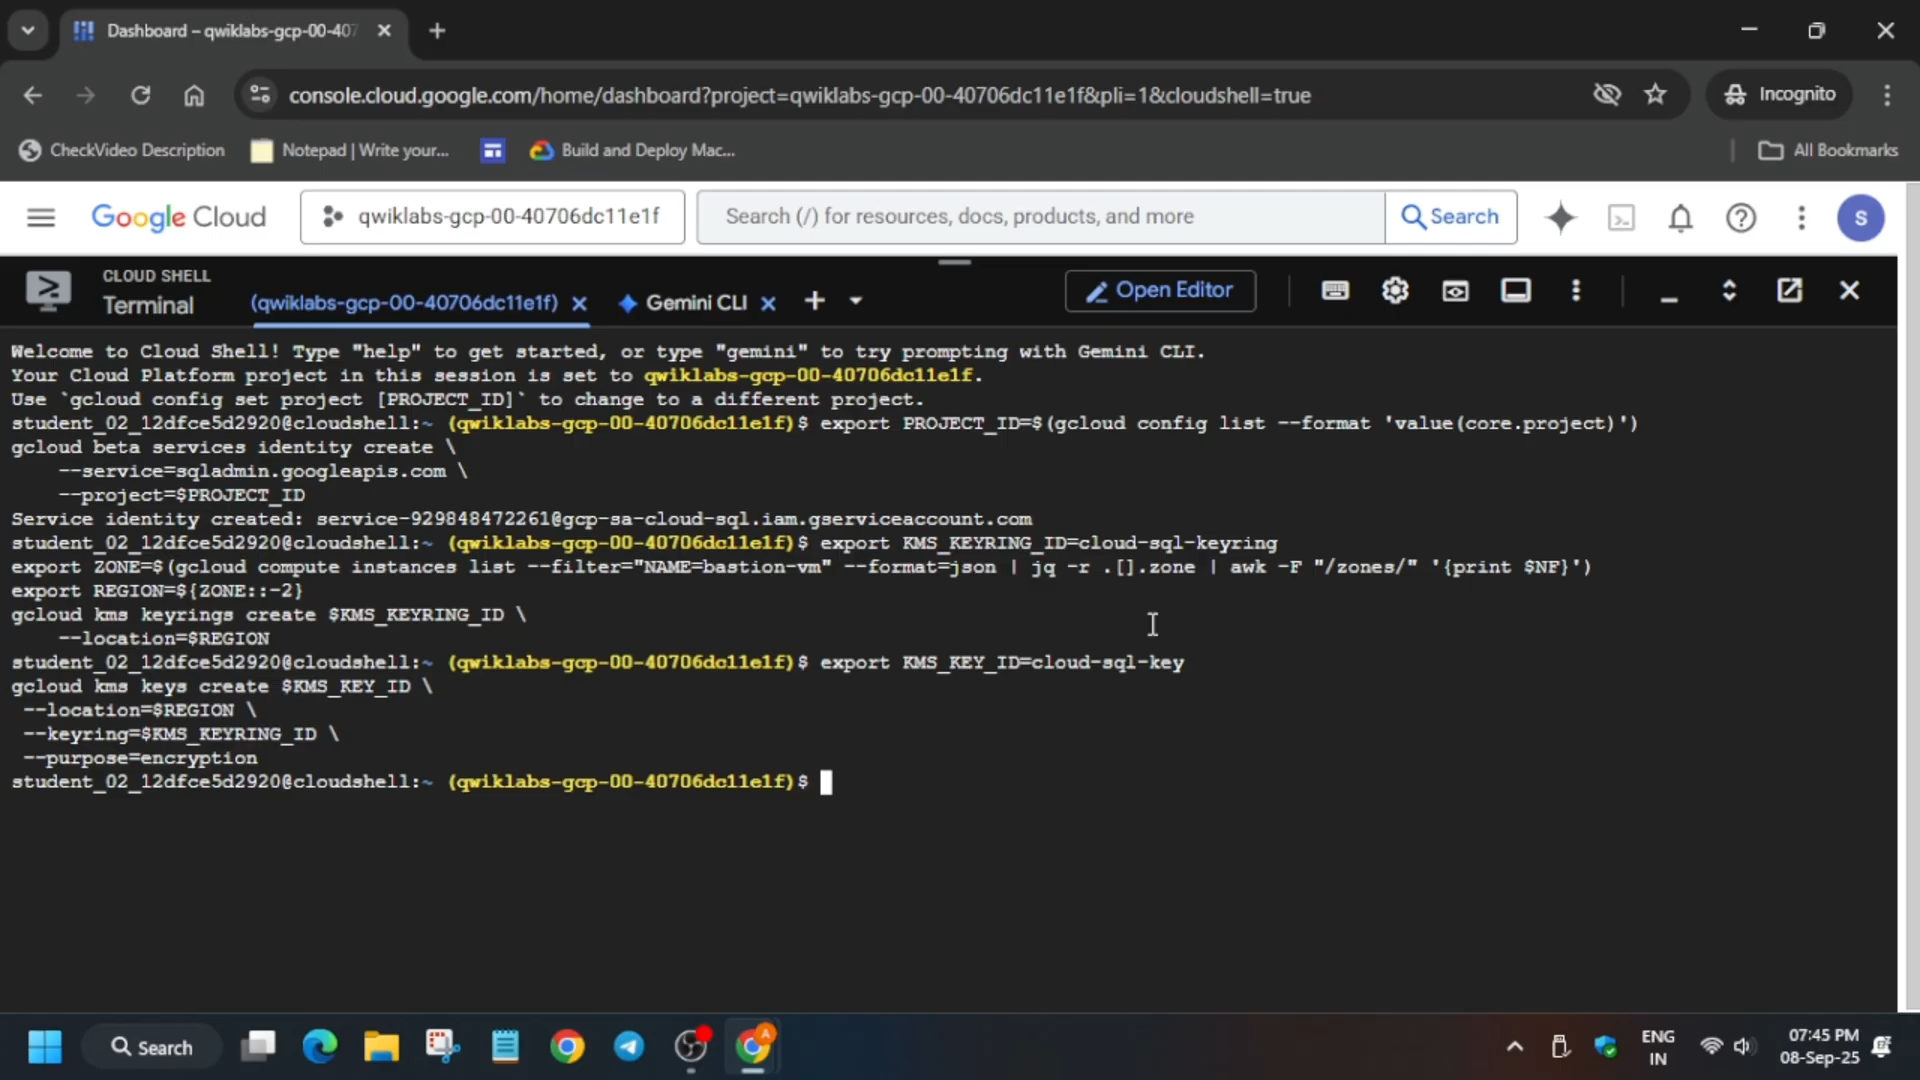 Dashboard – qwiklabs-gcp-00-407
console.cloud.google.com/home/dashboard?project=qwiklabs-gcp-00-40706dc11e1f&pli=1&cloudshell=true
Incognito
CheckVideo Description
Notepad | Write your...
Build and Deploy Mac...
All Bookmarks
Google Cloud
qwiklabs-gcp-00-40706dc11e1f
Search (/) for resources, docs, products, and more
Search
S
CLOUD SHELL
Terminal
(qwiklabs-gcp-00-40706dc11e1f)
Gemini CLI
Open Editor
Welcome to Cloud Shell! Type "help" to get started, or type "gemini" to try prompting with Gemini CLI.
Your Cloud Platform project in this session is set to qwiklabs-gcp-00-40706dc11e1f.
Use `gcloud config set project [PROJECT_ID]` to change to a different project.
student_02_12dfce5d2920@cloudshell:~ (qwiklabs-gcp-00-40706dc11e1f)$ export PROJECT_ID=$(gcloud config list --format 'value(core.project)')
gcloud beta services identity create \
    --service=sqladmin.googleapis.com \
    --project=$PROJECT_ID
Service identity created: service-929848472261@gcp-sa-cloud-sql.iam.gserviceaccount.com
student_02_12dfce5d2920@cloudshell:~ (qwiklabs-gcp-00-40706dc11e1f)$ export KMS_KEYRING_ID=cloud-sql-keyring
export ZONE=$(gcloud compute instances list --filter="NAME=bastion-vm" --format=json | jq -r .[].zone | awk -F "/zones/" '{print $NF}')
export REGION=${ZONE::-2}
gcloud kms keyrings create $KMS_KEYRING_ID \
    --location=$REGION
student_02_12dfce5d2920@cloudshell:~ (qwiklabs-gcp-00-40706dc11e1f)$ export KMS_KEY_ID=cloud-sql-key
gcloud kms keys create $KMS_KEY_ID \
 --location=$REGION \
 --keyring=$KMS_KEYRING_ID \
 --purpose=encryption
student_02_12dfce5d2920@cloudshell:~ (qwiklabs-gcp-00-40706dc11e1f)$
Search
A
ENG
IN
07:45 PM
08-Sep-25